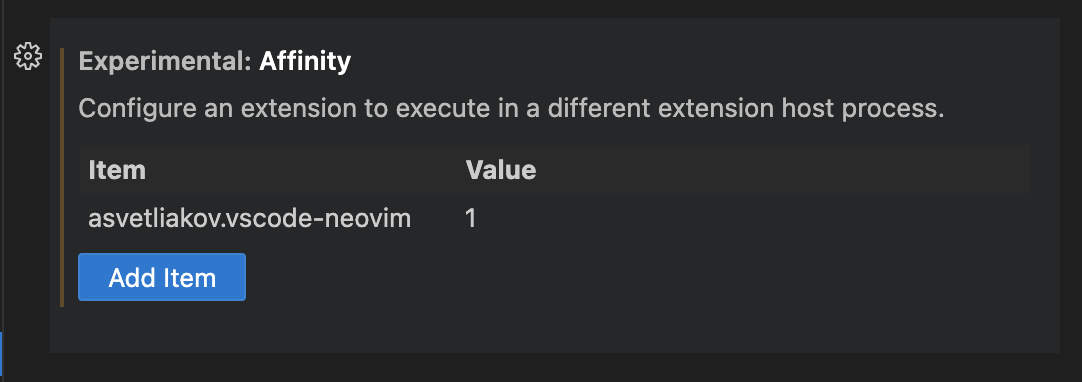 Experimental: Affinity
Configure an extension to execute in a different extension host process.
Item Value
asvetliakov.vscode-neovim 1
Add Item